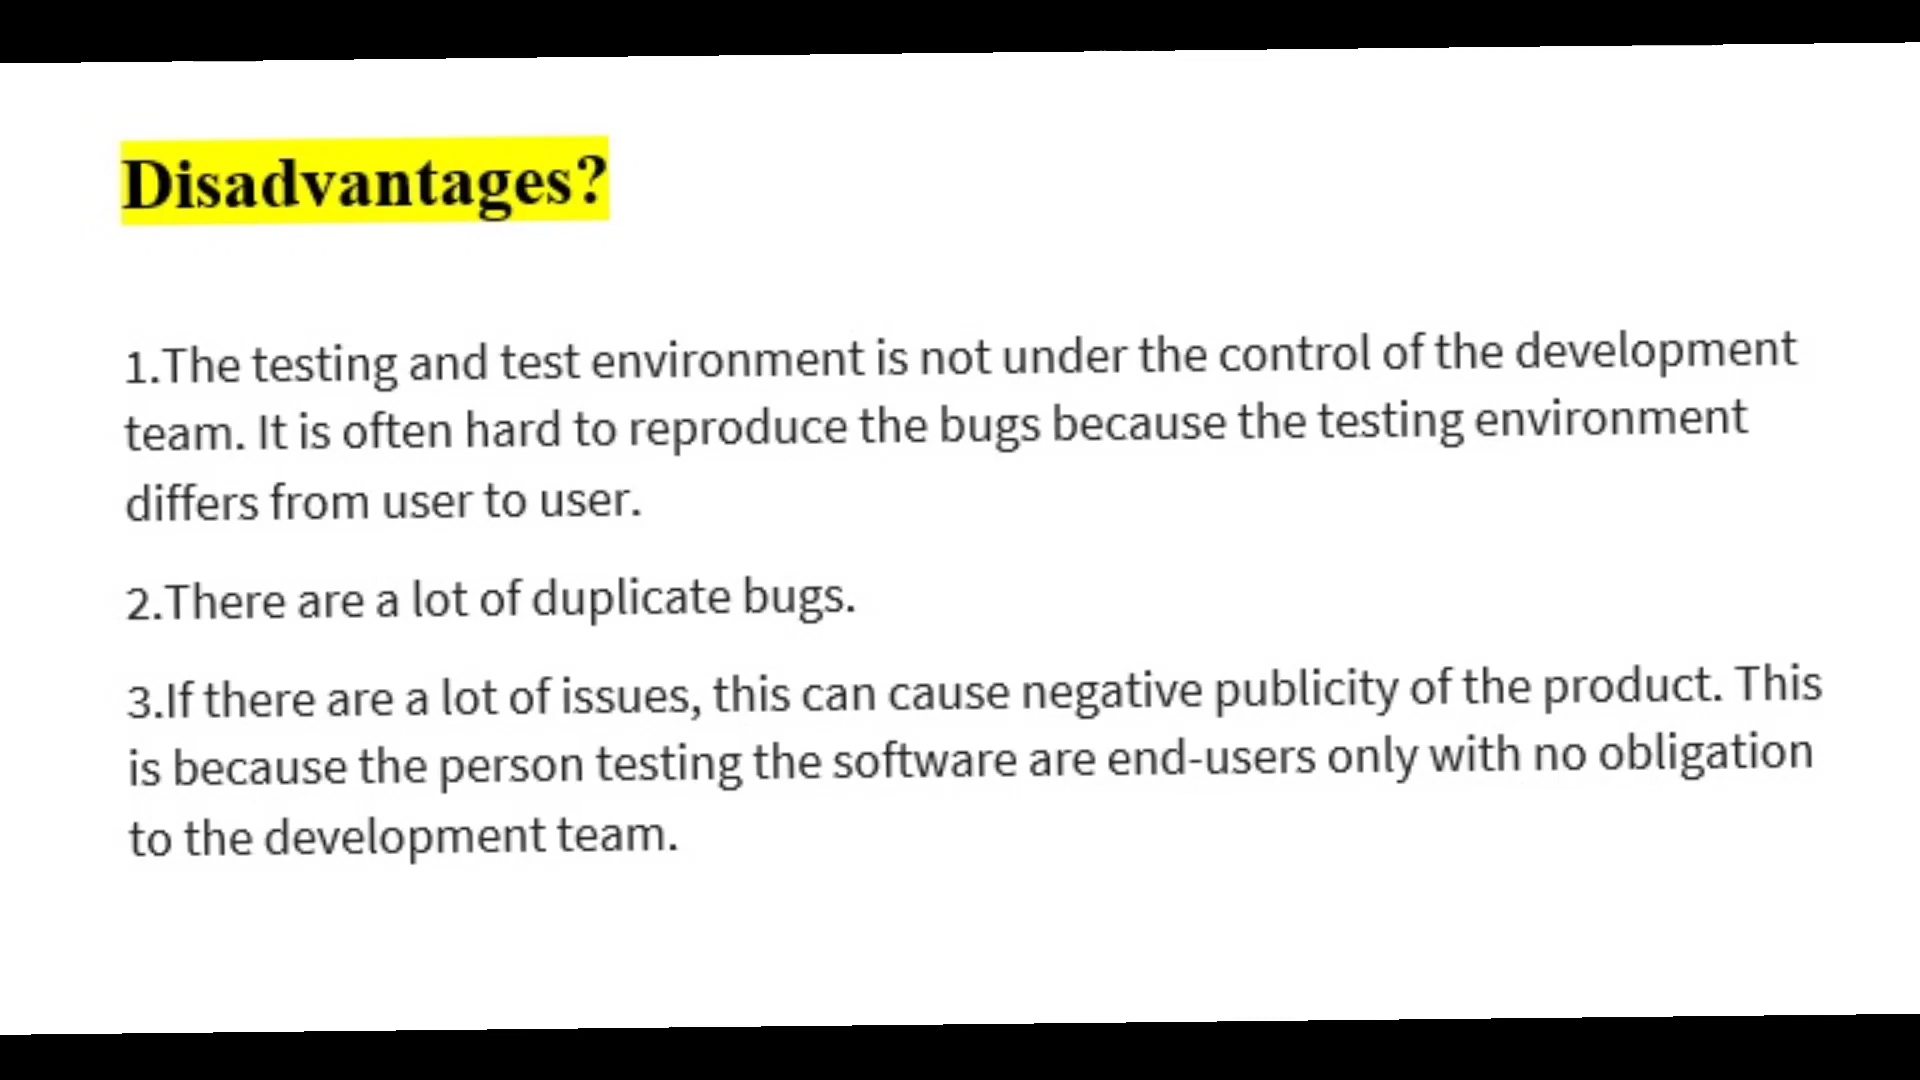 Disadvantages?
1.The testing and test environment is not under the control of the development
team. It is often hard to reproduce the bugs because the testing environment
differs from user to user.
2.There are a lot of duplicate bugs.
3.If there are a lot of issues, this can cause negative publicity of the product. This
is because the person testing the software are end-users only with no obligation
to the development team.